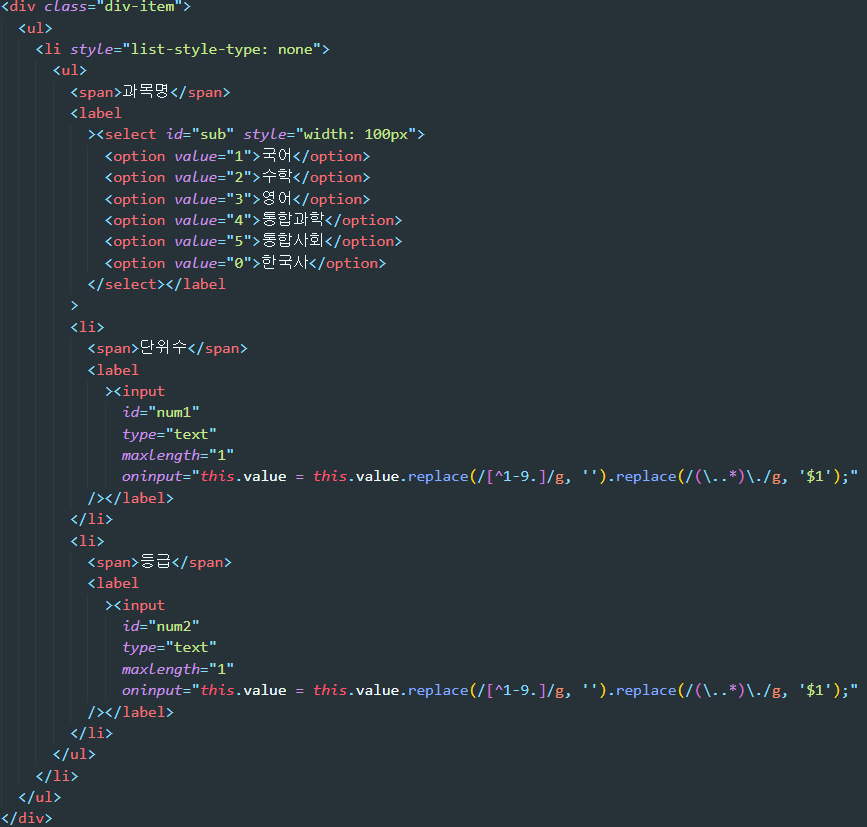 <div class="div-item">
<ul>
<li style="list-style-type: none">
<ul>
<span>과목명</span>
<label
><select id="sub" style="width: 100px">
<option value="1">국어</option>
<option value="2">수학</option>
<option value="3">영어</option>
<option value="4">통합과학</option>
<option value="5">통합사회</option>
<option value="0">한국사</option>
</select></label
>
<li>
<span>단위수</span>
<label
><input
id="num1"
type="text"
maxlength="1"
oninput="this.value = this.value.replace(/[^1-9.]/g, '').replace(/(\..*)\./g, '$1');"
/></label>
</li>
<li>
<span>등급</span>
<label
><input
id="num2"
type="text"
maxlength="1"
oninput="this.value = this.value.replace(/[^1-9.]/g, '').replace(/(\..*)\./g, '$1');"
/></label>
</li>
</ul>
</li>
</ul>
</div>